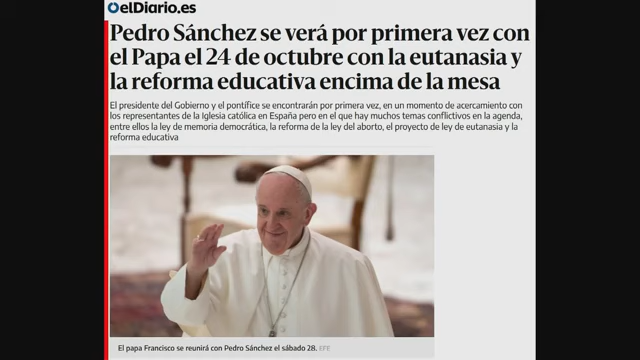 elDiario.es
Pedro Sánchez se verá por primera vez con
el Papa el 24 de octubre con la eutanasia y
la reforma educativa encima de la mesa
El presidente del Gobierno y el pontífice se encontrarán por primera vez, en un momento de acercamiento con
los representantes de la Iglesia católica en España pero en el que hay muchos temas conflictivos en la agenda,
entre ellos la ley de memoria democrática, la reforma de la ley del aborto, el proyecto de ley de eutanasia y la
reforma educativa
El papa Francisco se reunirá con Pedro Sánchez el sábado 28. EFE